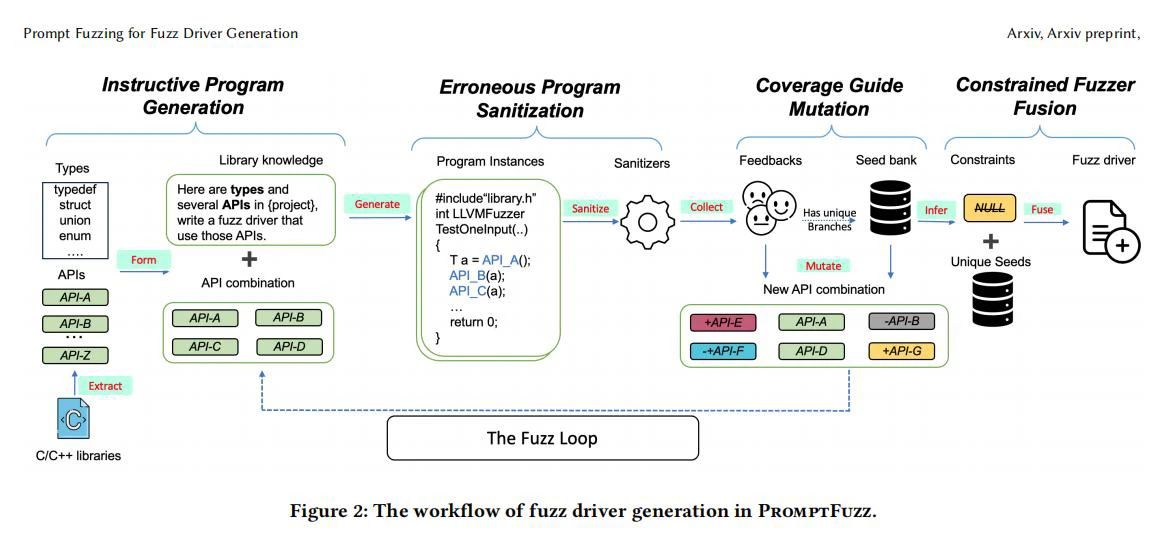 Prompt Fuzzing for Fuzz Driver Generation
Arxiv, Arxiv preprint,
Instructive Program
Generation
Erroneous Program
Sanitization
Coverage Guide
Mutation
Constrained Fuzzer
Fusion
Types
typedef
struct
union
enum
....
APIs
API-A
API-B
...
API-Z
Extract
C
C/C++ libraries
Form
Library knowledge
Here are types and
several APIs in {project},
write a fuzz driver that
use those APIs.
+
API combination
API-A
API-B
API-C
API-D
Generate
Program Instances
#include“library.h"
int LLVMFuzzer
TestOneInput(..)
{
T a = API_A();
API_B(a);
API_C(a);
...
return 0;
}
Sanitize
Sanitizers
Collect
Feedbacks
Has unique
Branches
Seed bank
Mutate
New API combination
+API-E
API-A
-API-B
-+API-F
API-D
+API-G
Infer
Constraints
NULL
+
Unique Seeds
Fuse
Fuzz driver
The Fuzz Loop
Figure 2: The workflow of fuzz driver generation in PROMPTFUZZ.